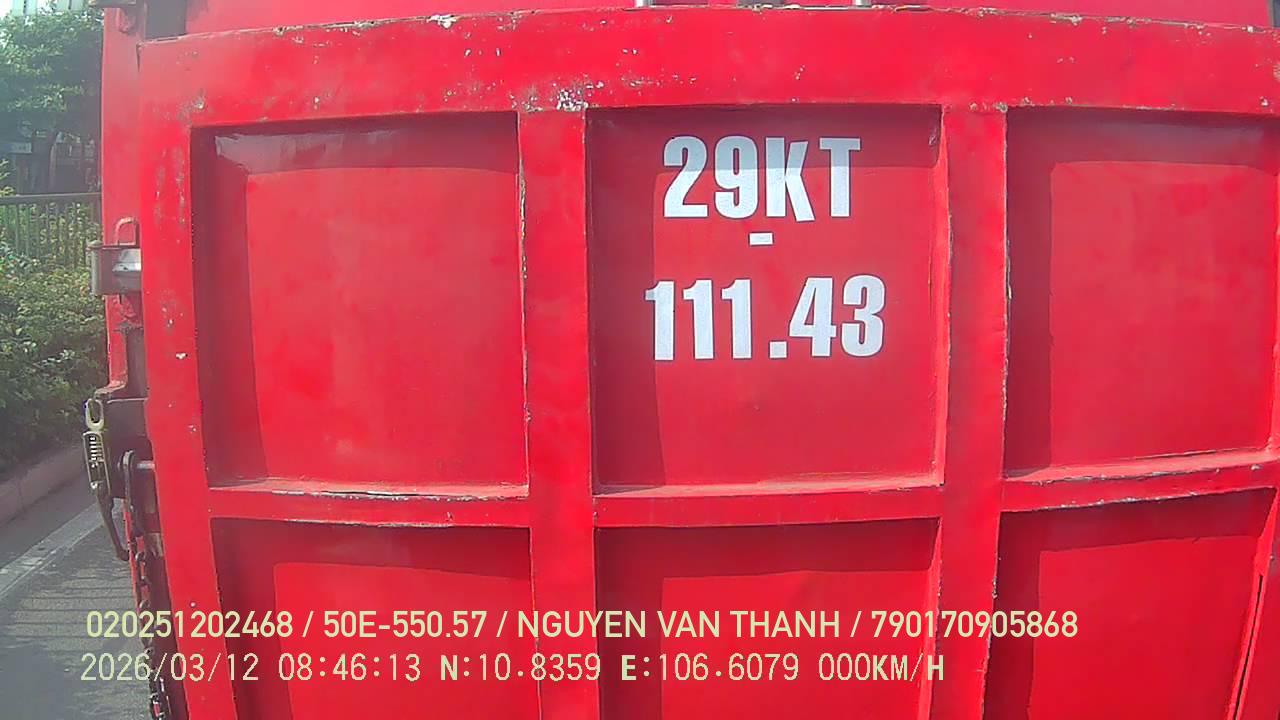 29KT
-
111.43
020251202468 / 50E-550.57 / NGUYEN VAN THANH / 790170905868
2026/03/12 08:46:13 N:10.8359 E:106.6079 000KM/H